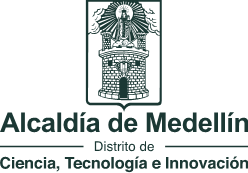 Alcaldía de Medellín
Distrito de
Ciencia, Tecnología e Innovación